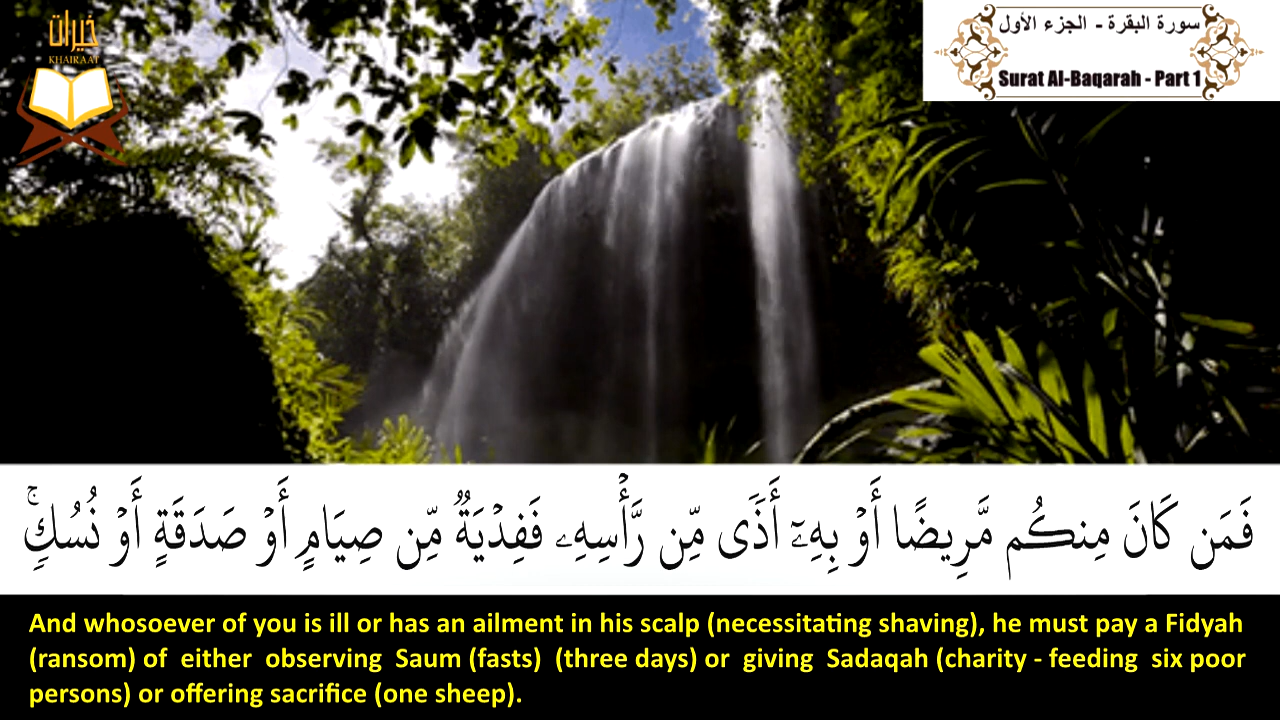 خيرات
KHAIRAAT
سورة البقرة - الجزء الأول
Surat Al-Baqarah - Part 1
فَمَن كَانَ مِنكُم مَّرِيضًا أَوْ بِهِۦٓ أَذًى مِّن رَّأْسِهِۦ فَفِدْيَةٌ مِّن صِيَامٍ أَوْ صَدَقَةٍ أَوْ نُسُكٍ ۚ
And whosoever of you is ill or has an ailment in his scalp (necessitating shaving), he must pay a Fidyah
(ransom) of either observing Saum (fasts) (three days) or giving Sadaqah (charity - feeding six poor
persons) or offering sacrifice (one sheep).